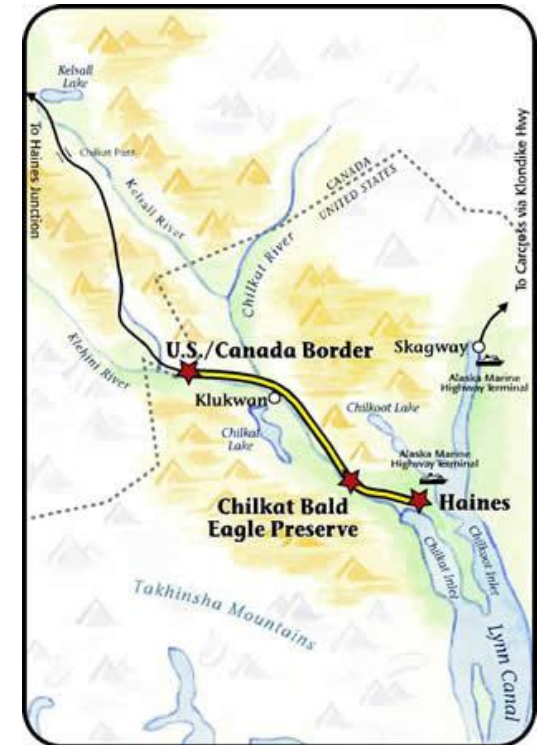 Kelsall
Lake
To Haines Junction
Chilkat Pass
Kelsall River
CANADA
UNITED STATES
To Carcross via Klondike Hwy
Chilkat River
Klehini River
U.S./Canada Border
Skagway
Alaska Marine
Highway Terminal
Klukwan
Chilkoot Lake
Chilkat
Lake
Alaska Marine
Highway Terminal
Chilkat Bald
Eagle Preserve
Haines
Chilkat Inlet
Chilkoot Inlet
Takhinsha Mountains
Lynn Canal